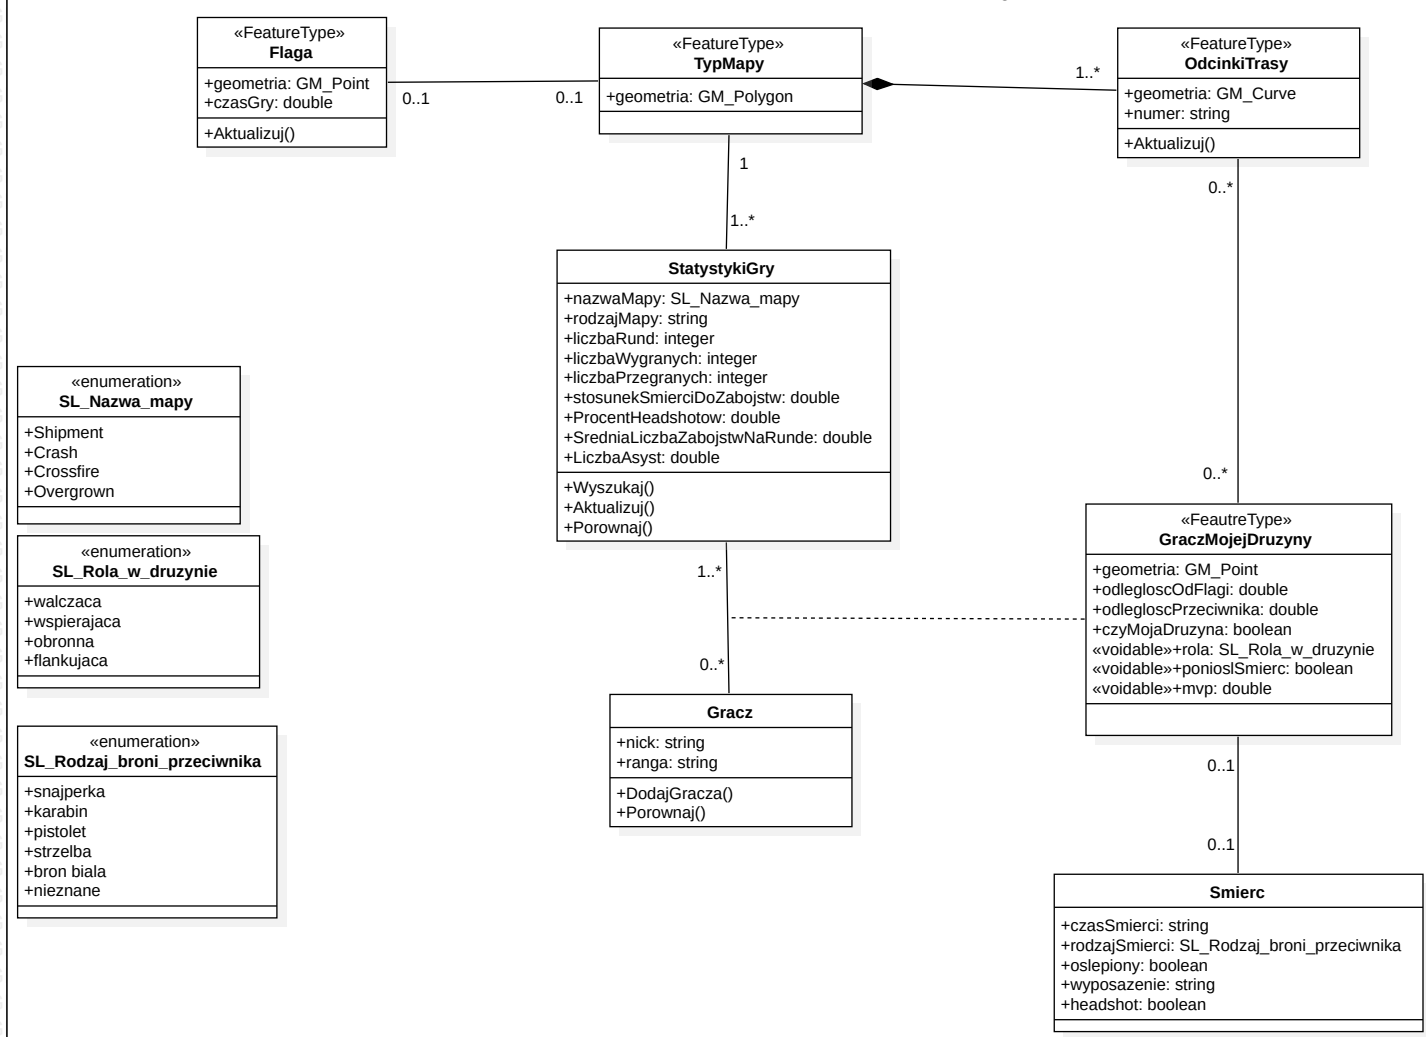 «FeatureType»
Flaga
+geometria: GM_Point
+czasGry: double
+Aktualizuj()
0..1
0..1
«FeatureType»
TypMapy
+geometria: GM_Polygon
1..*
«FeatureType»
OdcinkiTrasy
+geometria: GM_Curve
+numer: string
+Aktualizuj()
1
1..*
0..*
StatystykiGry
+nazwaMapy: SL_Nazwa_mapy
+rodzajMapy: string
+liczbaRund: integer
+liczbaWygranych: integer
+liczbaPrzegranych: integer
+stosunekSmierciDoZabojstw: double
+ProcentHeadshotow: double
+SredniaLiczbaZabojstwNaRunde: double
+LiczbaAsyst: double
+Wyszukaj()
+Aktualizuj()
+Porownaj()
«enumeration»
SL_Nazwa_mapy
+Shipment
+Crash
+Crossfire
+Overgrown
«enumeration»
SL_Rola_w_druzynie
+walczaca
+wspierajaca
+obronna
+flankujaca
«enumeration»
SL_Rodzaj_broni_przeciwnika
+snajperka
+karabin
+pistolet
+strzelba
+bron biala
+nieznane
1..*
0..*
Gracz
+nick: string
+ranga: string
+DodajGracza()
+Porownaj()
0..*
«FeautreType»
GraczMojejDruzyny
+geometria: GM_Point
+odlegloscOdFlagi: double
+odlegloscPrzeciwnika: double
+czyMojaDruzyna: boolean
«voidable»+rola: SL_Rola_w_druzynie
«voidable»+ponioslSmierc: boolean
«voidable»+mvp: double
0..1
0..1
Smierc
+czasSmierci: string
+rodzajSmierci: SL_Rodzaj_broni_przeciwnika
+oslepiony: boolean
+wyposazenie: string
+headshot: boolean